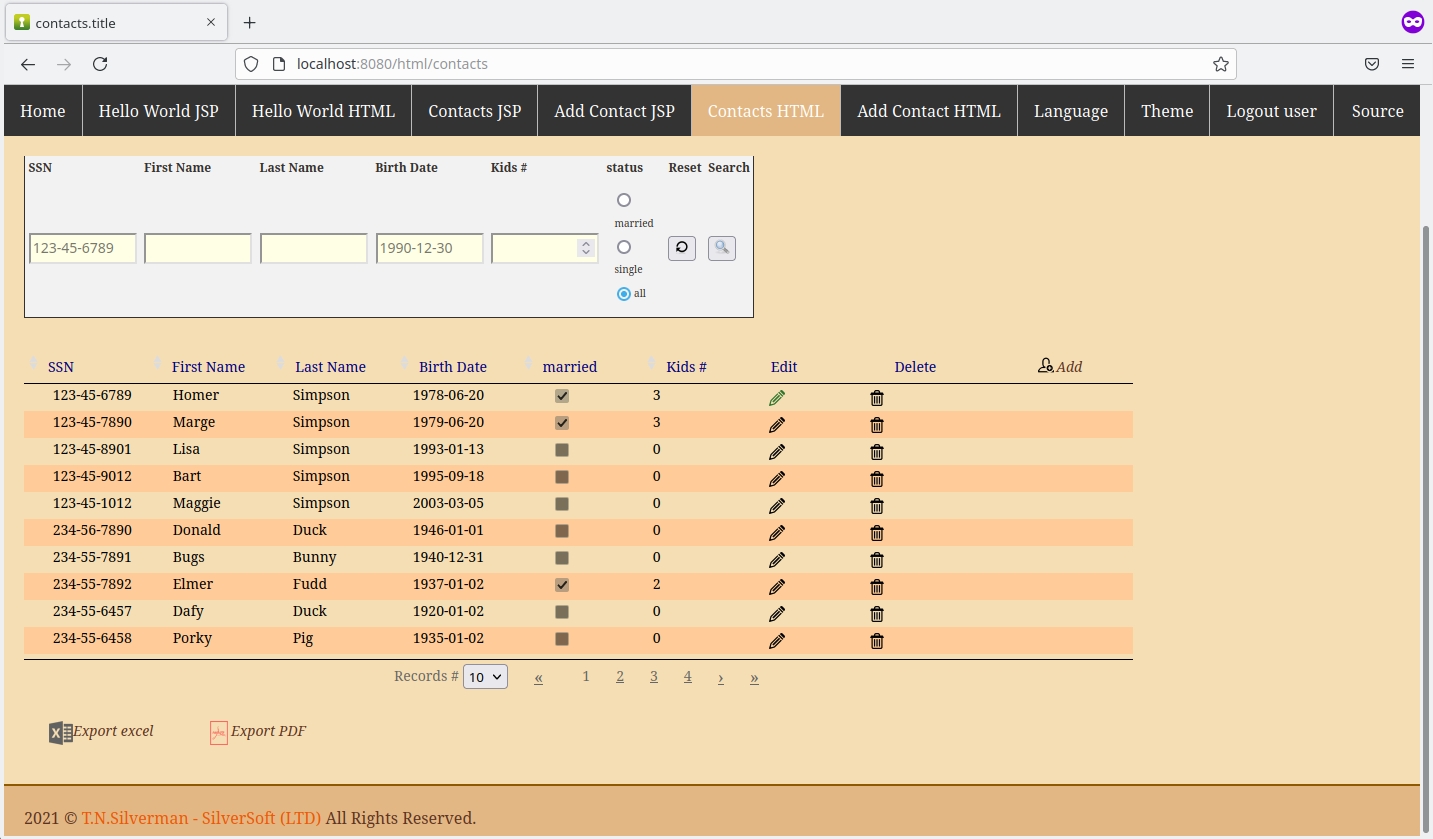 contacts.title
localhost:8080/html/contacts
Home Hello World JSP Hello World HTML Contacts JSP Add Contact JSP Contacts HTML Add Contact HTML Language Theme Logout user Source
SSN First Name Last Name Birth Date Kids # status Reset Search
married
123-45-6789 1990-12-30
single
all
SSN First Name Last Name Birth Date married Kids # Edit Delete Add
123-45-6789 Homer Simpson 1978-06-20 3
123-45-7890 Marge Simpson 1979-06-20 3
123-45-8901 Lisa Simpson 1993-01-13 0
123-45-9012 Bart Simpson 1995-09-18 0
123-45-1012 Maggie Simpson 2003-03-05 0
234-56-7890 Donald Duck 1946-01-01 0
234-55-7891 Bugs Bunny 1940-12-31 0
234-55-7892 Elmer Fudd 1937-01-02 2
234-55-6457 Dafy Duck 1920-01-02 0
234-55-6458 Porky Pig 1935-01-02 0
Records # 10 « 1 2 3 4 › »
Export excel Export PDF
2021 © T.N.Silverman - SilverSoft (LTD) All Rights Reserved.